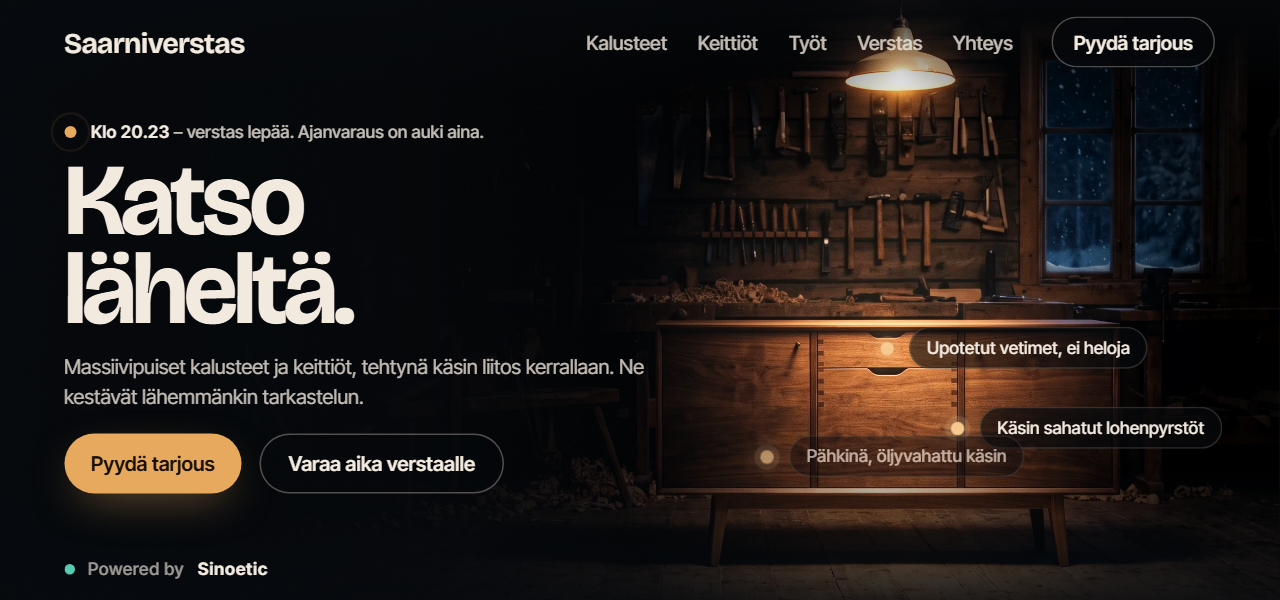 Saarniverstas
Kalusteet
Keittiöt
Työt
Verstas
Yhteys
Pyydä tarjous
Klo 20.23 – verstas lepää. Ajanvaraus on auki aina.
Katso
läheltä.
Massiivipuiset kalusteet ja keittiöt, tehtynä käsin liitos kerrallaan. Ne
kestävät lähemmänkin tarkastelun.
Pyydä tarjous
Varaa aika verstaalle
Upotetut vetimet, ei heloja
Käsin sahatut lohenpyrstöt
Pähkinä, öljyvahattu käsin
Powered by Sinoetic